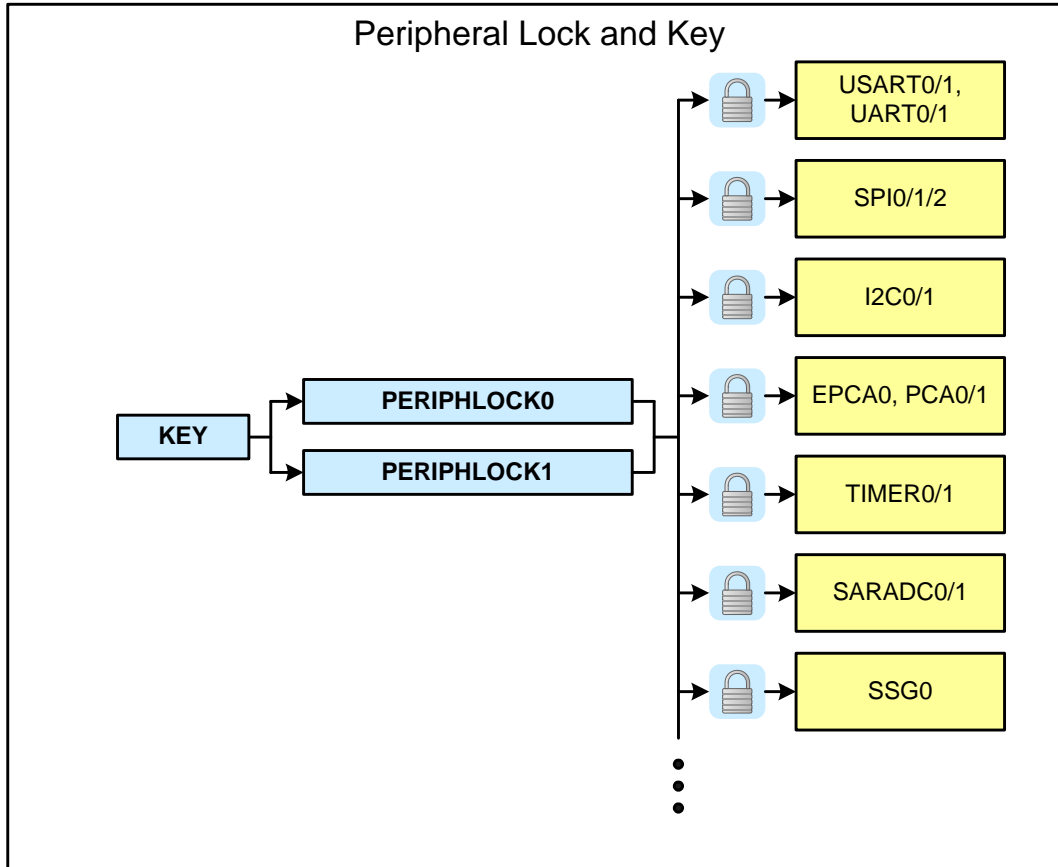 Peripheral Lock and Key
USART0/1,
UART0/1
SPI0/1/2
I2C0/1
EPCA0, PCA0/1
KEY
PERIPHLOCK0
PERIPHLOCK1
TIMER0/1
SARADC0/1
SSG0